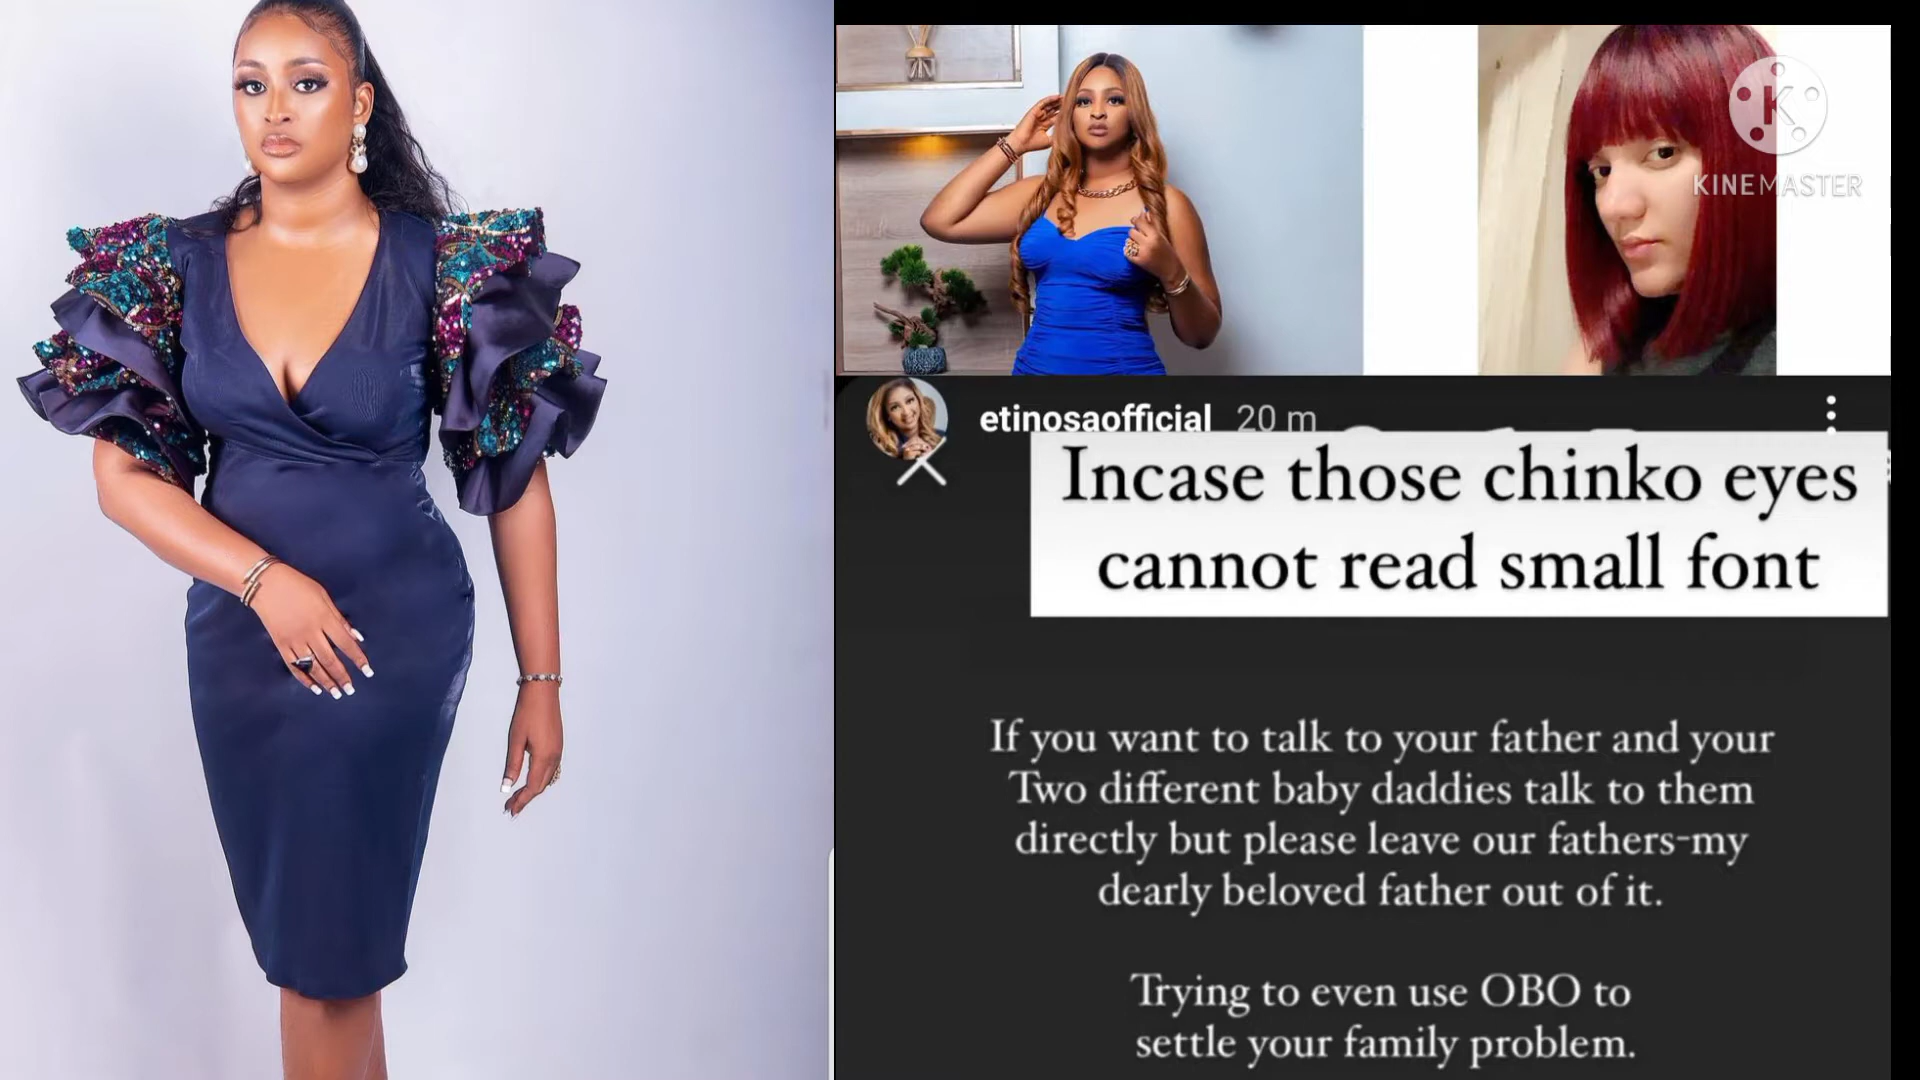 KINEMASTER
etinosaofficial 20 m
Incase those chinko eyes
cannot read small font
If you want to talk to your father and your
Two different baby daddies talk to them
directly but please leave our fathers-my
dearly beloved father out of it.
Trying to even use OBO to
settle your family problem.